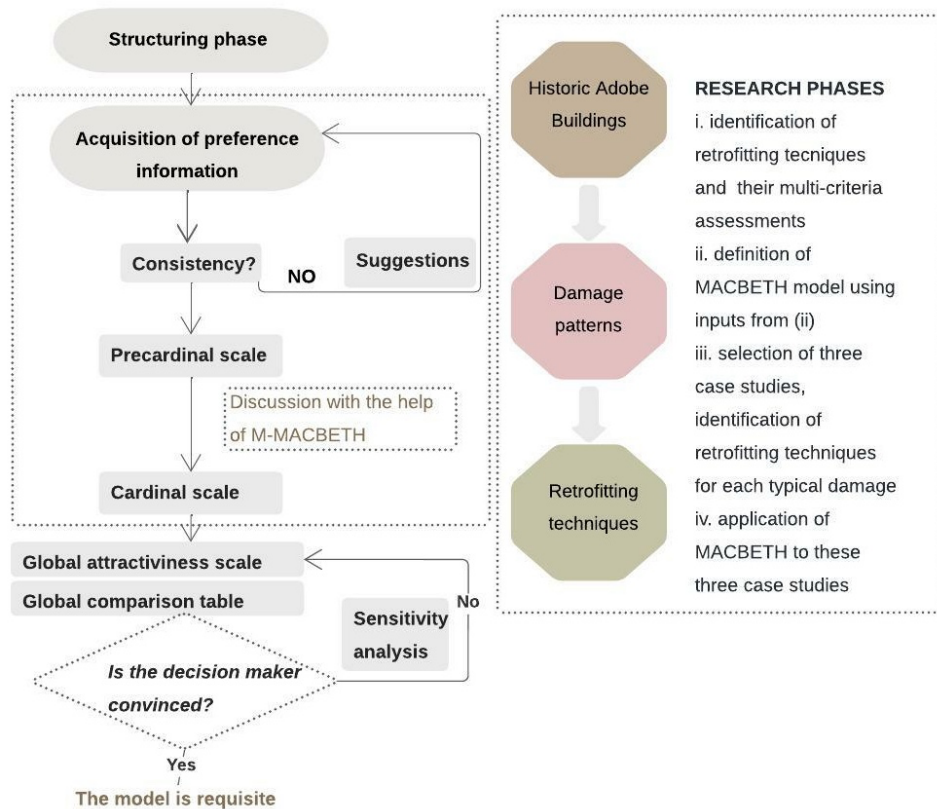 Structuring phase
Acquisition of preference
information
Consistency?
NO
Suggestions
Precardinal scale
Discussion with the help
of M-MACBETH
Cardinal scale
Global attractiviness scale
Global comparison table
No
Sensitivity
analysis
Is the decision maker
convinced?
Yes
The model is requisite
Historic Adobe
Buildings
Damage
patterns
Retrofitting
techniques
RESEARCH PHASES
i. identification of
retrofitting tecniques
and their multi-criteria
assessments
ii. definition of
MACBETH model using
inputs from (ii)
iii. selection of three
case studies,
identification of
retrofitting techniques
for each typical damage
iv. application of
MACBETH to these
three case studies